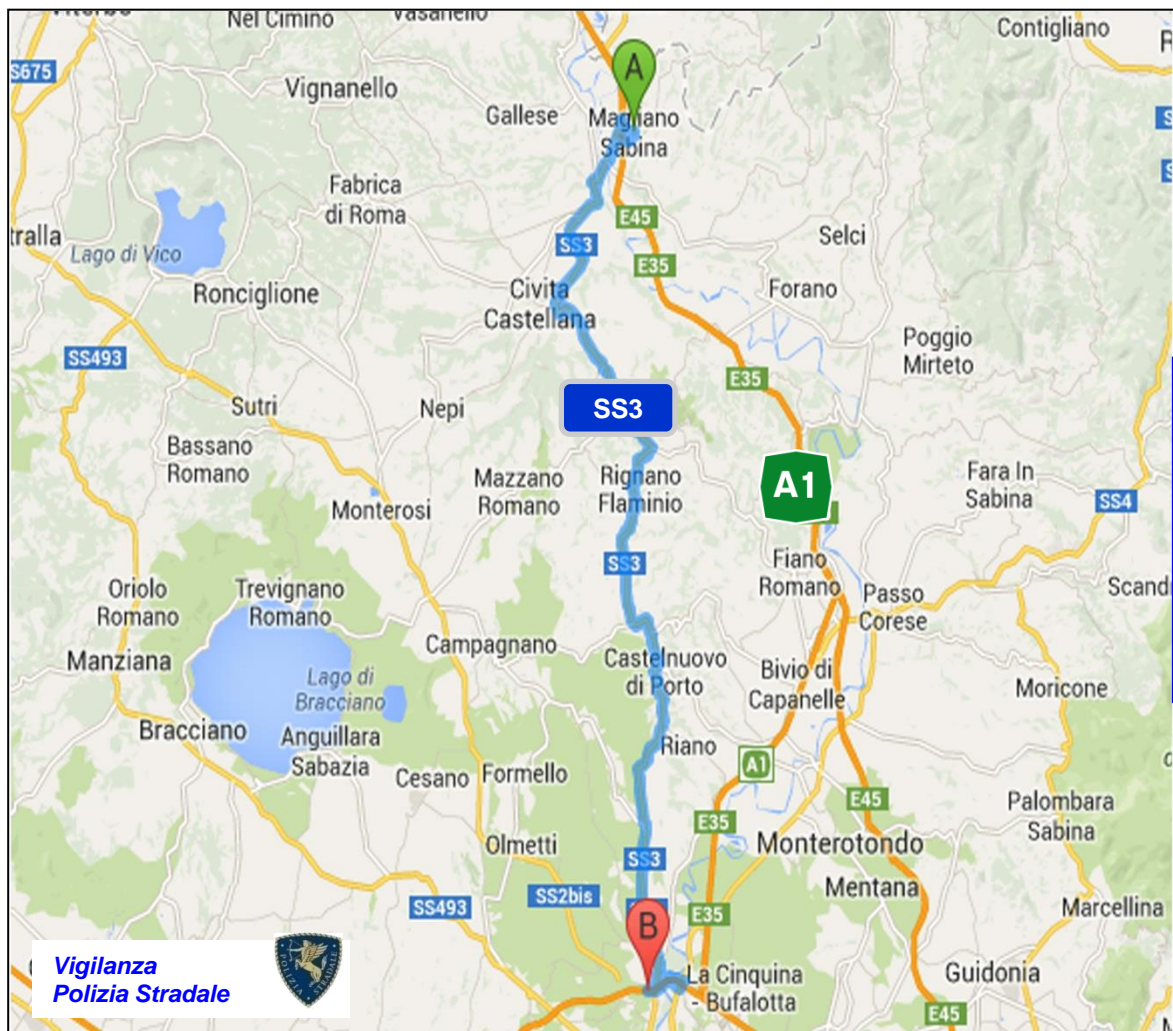 Nel Cimino
Vasanello
Contigliano
S675
Vignanello
Gallese
A
Magliano
Sabina
Fabrica
di Roma
E45
tralla
Lago di Vico
SS3
Selci
E35
Ronciglione
Civita
Castellana
Forano
Poggio
Mirteto
SS493
E35
Sutri
Nepi
SS3
Bassano
Romano
Mazzano
Romano
Rignano
Flaminio
A1
Fara In
Sabina
Monterosi
SS4
SS3
Fiano
Romano
Oriolo
Romano
Trevignano
Romano
Passo
Corese
Scand
Manziana
Campagnano
Castelnuovo
di Porto
Bivio di
Capanelle
Lago di
Bracciano
Moricone
Bracciano
Anguillara
Sabazia
Riano
Cesano
Formello
A1
E45
Palombara
Sabina
E35
Olmetti
SS3
Monterotondo
SS2bis
Mentana
SS493
E35
B
Marcellina
La Cinquina
- Bufalotta
Guidonia
E45
Vigilanza
Polizia Stradale
POLIZIA STRADALE